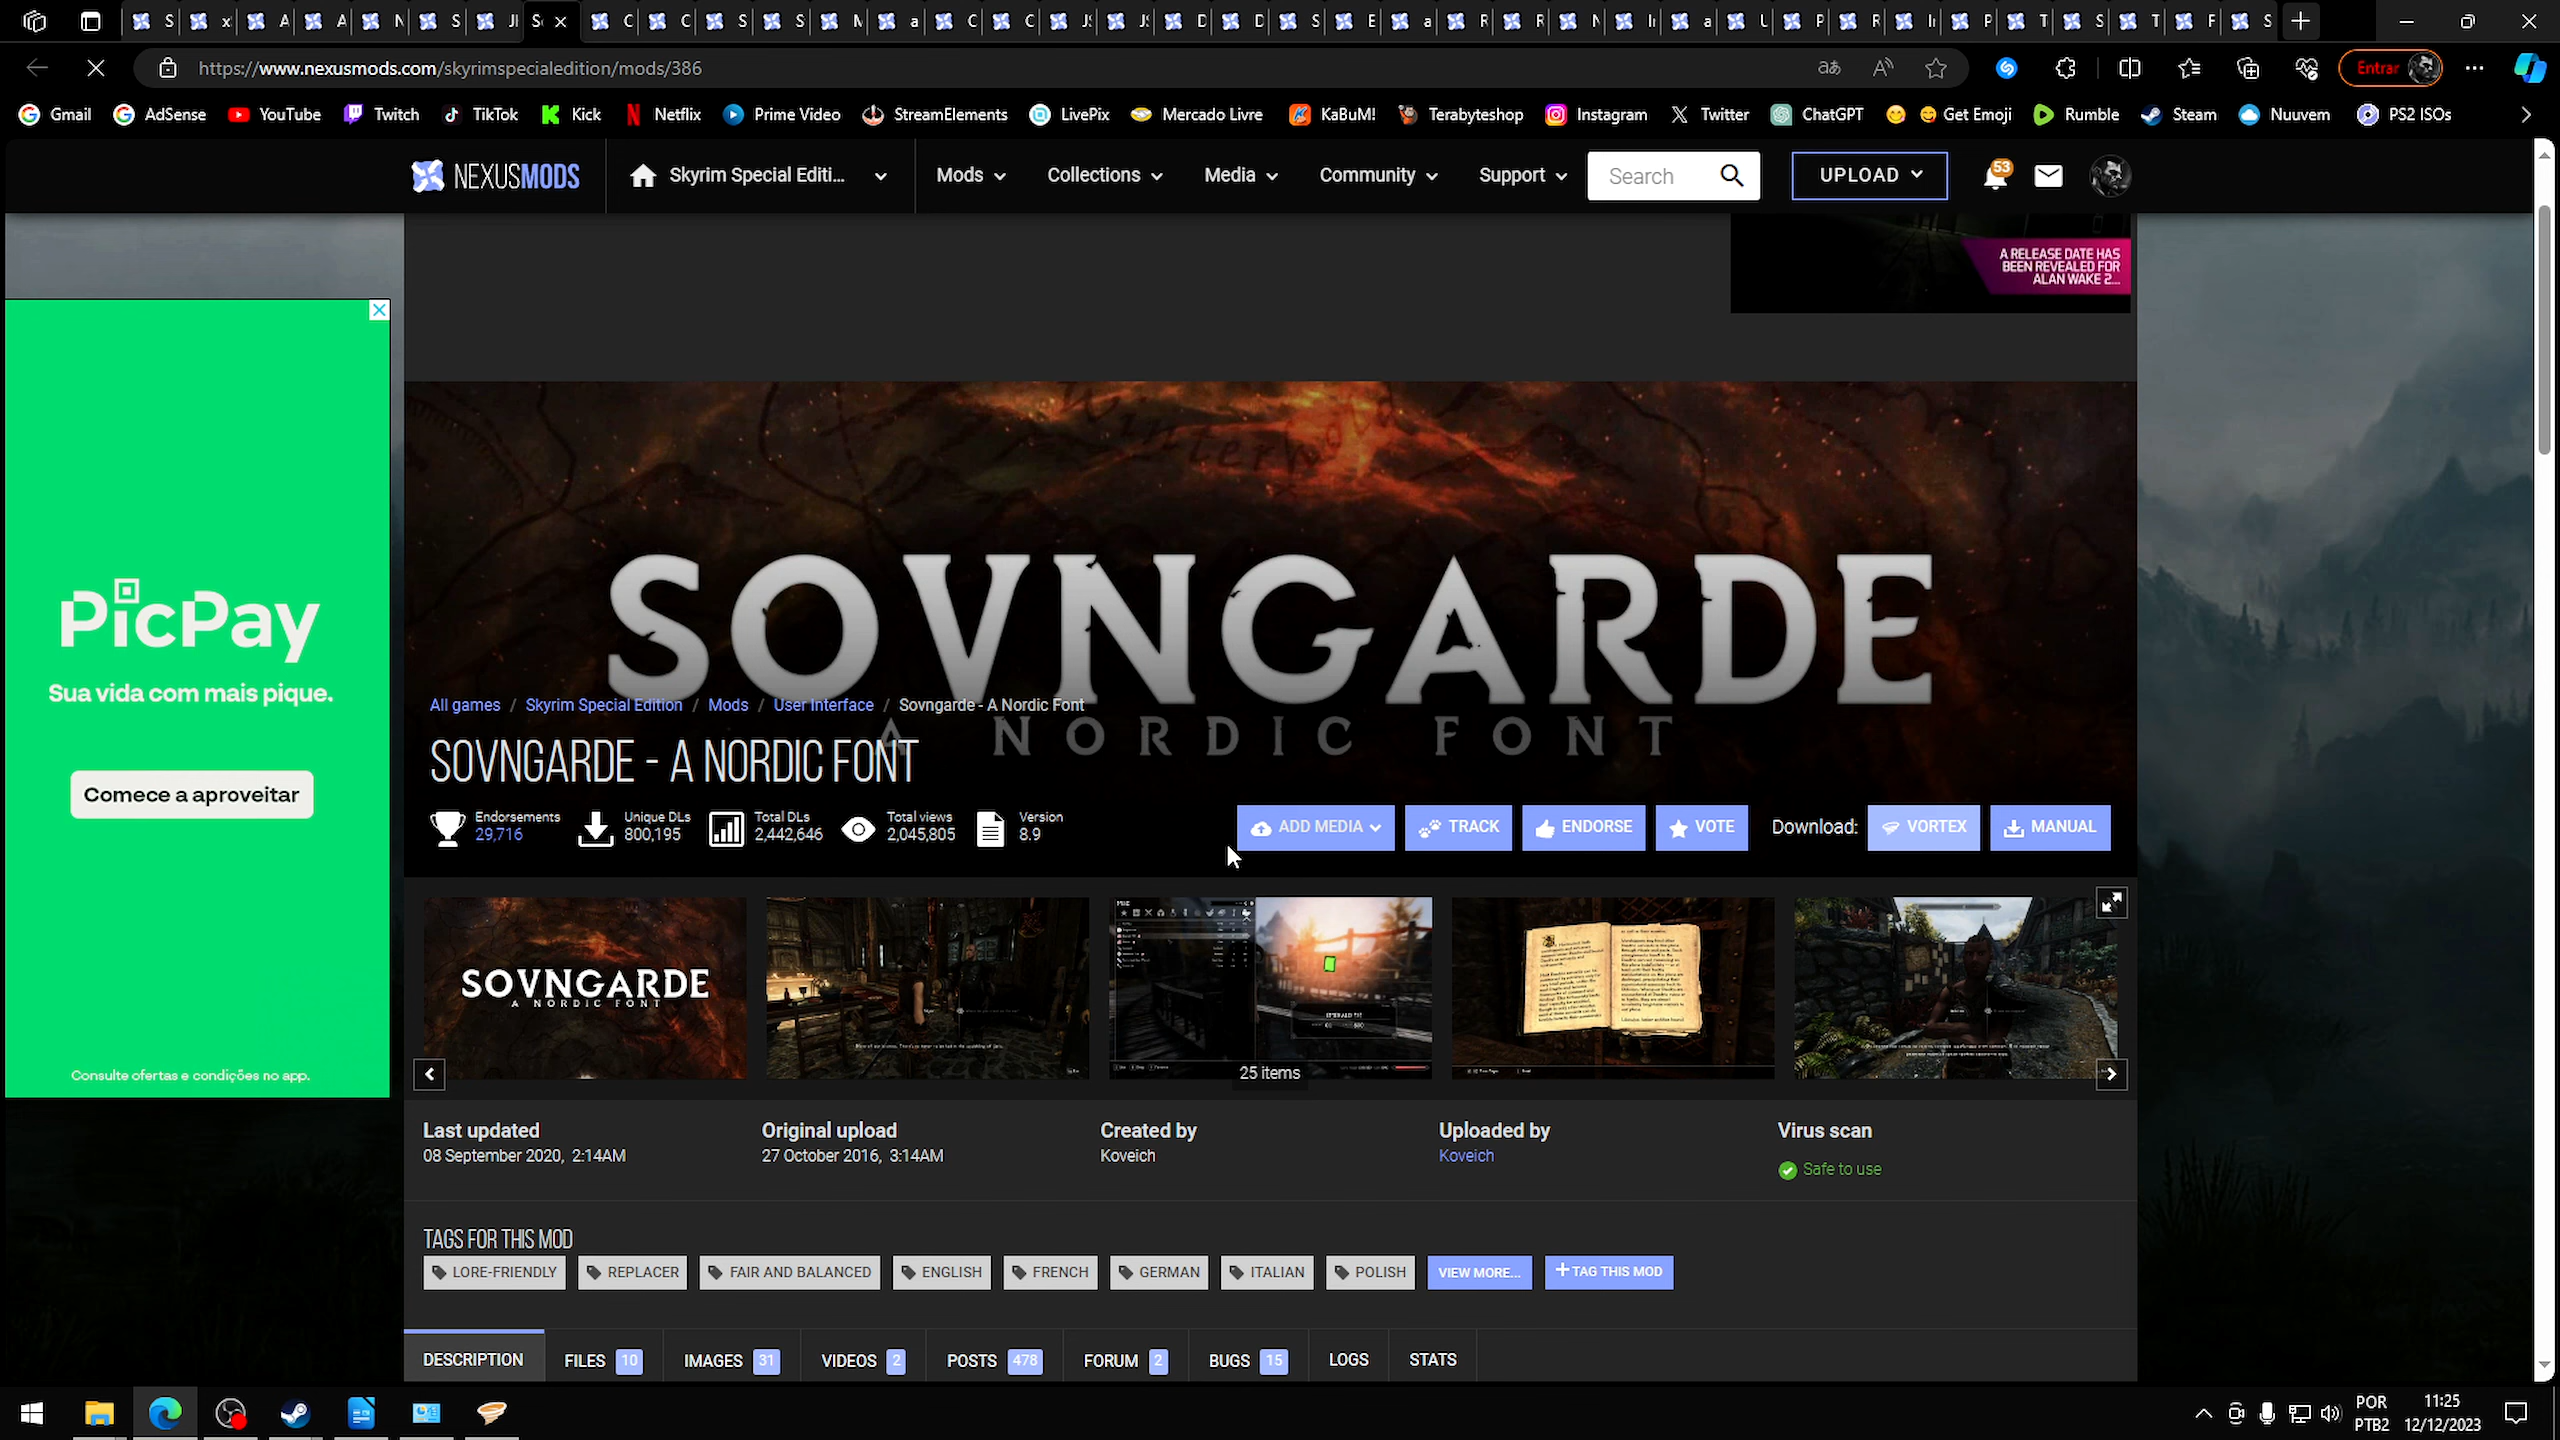 https://www.nexusmods.com/skyrimspecialedition/mods/386
Entrar
Gmail
AdSense
YouTube
Twitch
TikTok
Kick
Netflix
Prime Video
StreamElements
LivePix
Mercado Livre
KaBuM!
Terabyteshop
Instagram
Twitter
ChatGPT
Get Emoji
Rumble
Steam
Nuuvem
PS2 ISOs
NEXUSMODS
Skyrim Special Editi...
Mods
Collections
Media
Community
Support
Search
UPLOAD
53
A RELEASE DATE HAS
BEEN REVEALED FOR
ALAN WAKE 2...
PicPay
Sua vida com mais pique.
Comece a aproveitar
Consulte ofertas e condições no app.
SOVNGARDE
A NORDIC FONT
All games / Skyrim Special Edition / Mods / User Interface / Sovngarde - A Nordic Font
SOVNGARDE - A NORDIC FONT
Endorsements
29,716
Unique DLs
800,195
Total DLs
2,442,646
Total views
2,045,805
Version
8.9
ADD MEDIA
TRACK
ENDORSE
VOTE
Download:
VORTEX
MANUAL
SOVNGARDE
A NORDIC FONT
25 items
Last updated
08 September 2020, 2:14AM
Original upload
27 October 2016, 3:14AM
Created by
Koveich
Uploaded by
Koveich
Virus scan
Safe to use
TAGS FOR THIS MOD
LORE-FRIENDLY
REPLACER
FAIR AND BALANCED
ENGLISH
FRENCH
GERMAN
ITALIAN
POLISH
VIEW MORE...
+TAG THIS MOD
DESCRIPTION
FILES 10
IMAGES 31
VIDEOS 2
POSTS 478
FORUM 2
BUGS 15
LOGS
STATS
POR
PTB2
11:25
12/12/2023